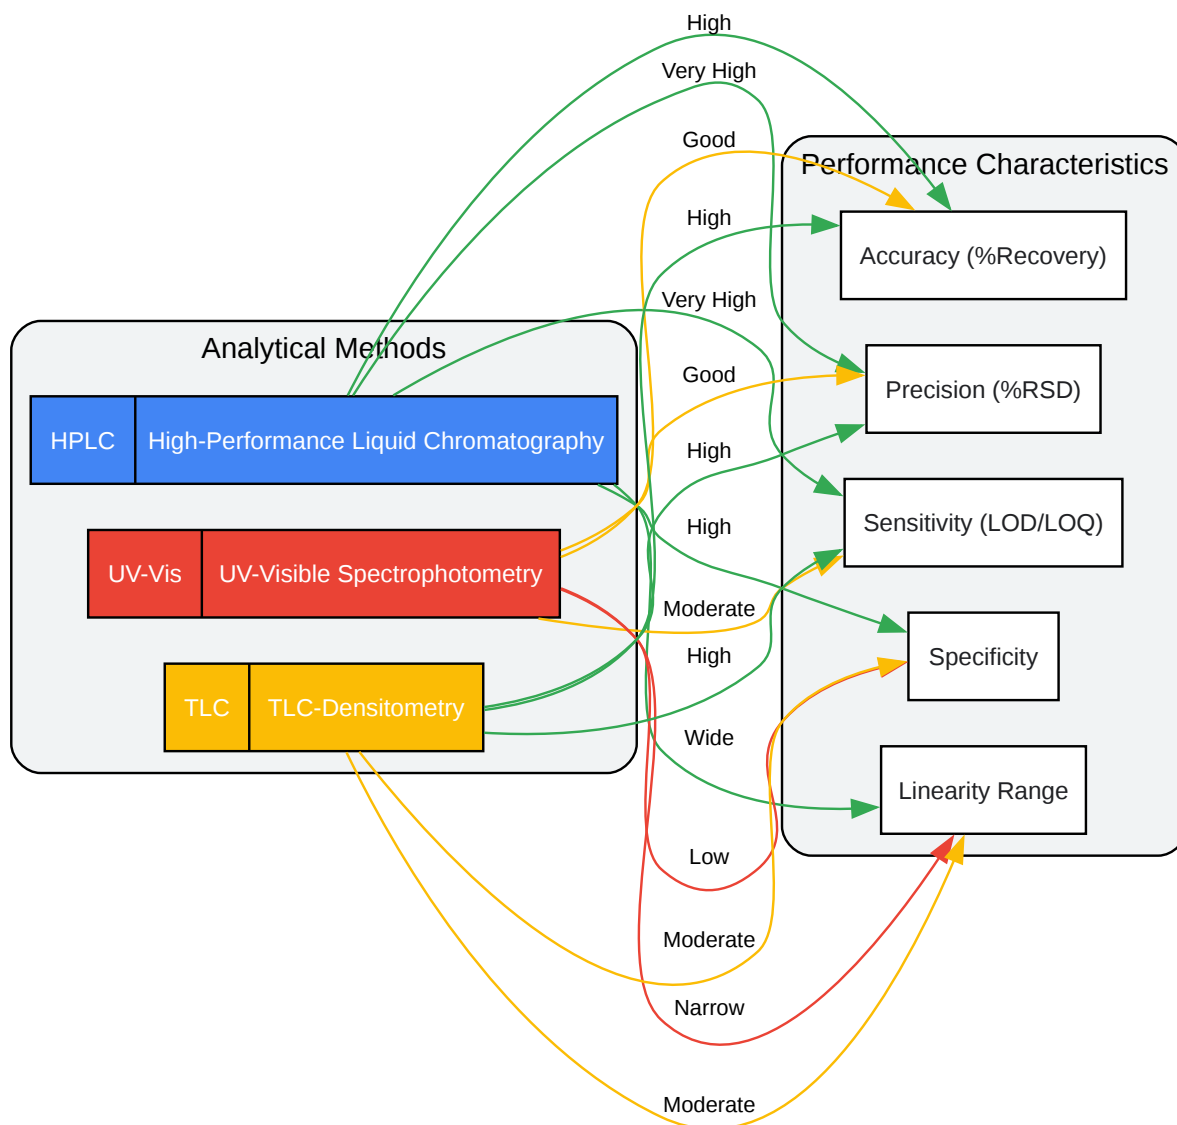 High
Very High
Good
Performance Characteristics
High
Accuracy (%Recovery)
Very High
Analytical Methods
Good
Precision (%RSD)
HPLC
High-Performance Liquid Chromatography
High
High
Sensitivity (LOD/LOQ)
UV-Vis
UV-Visible Spectrophotometry
Moderate
High
Specificity
TLC
TLC-Densitometry
Wide
Linearity Range
Low
Moderate
Narrow
Moderate